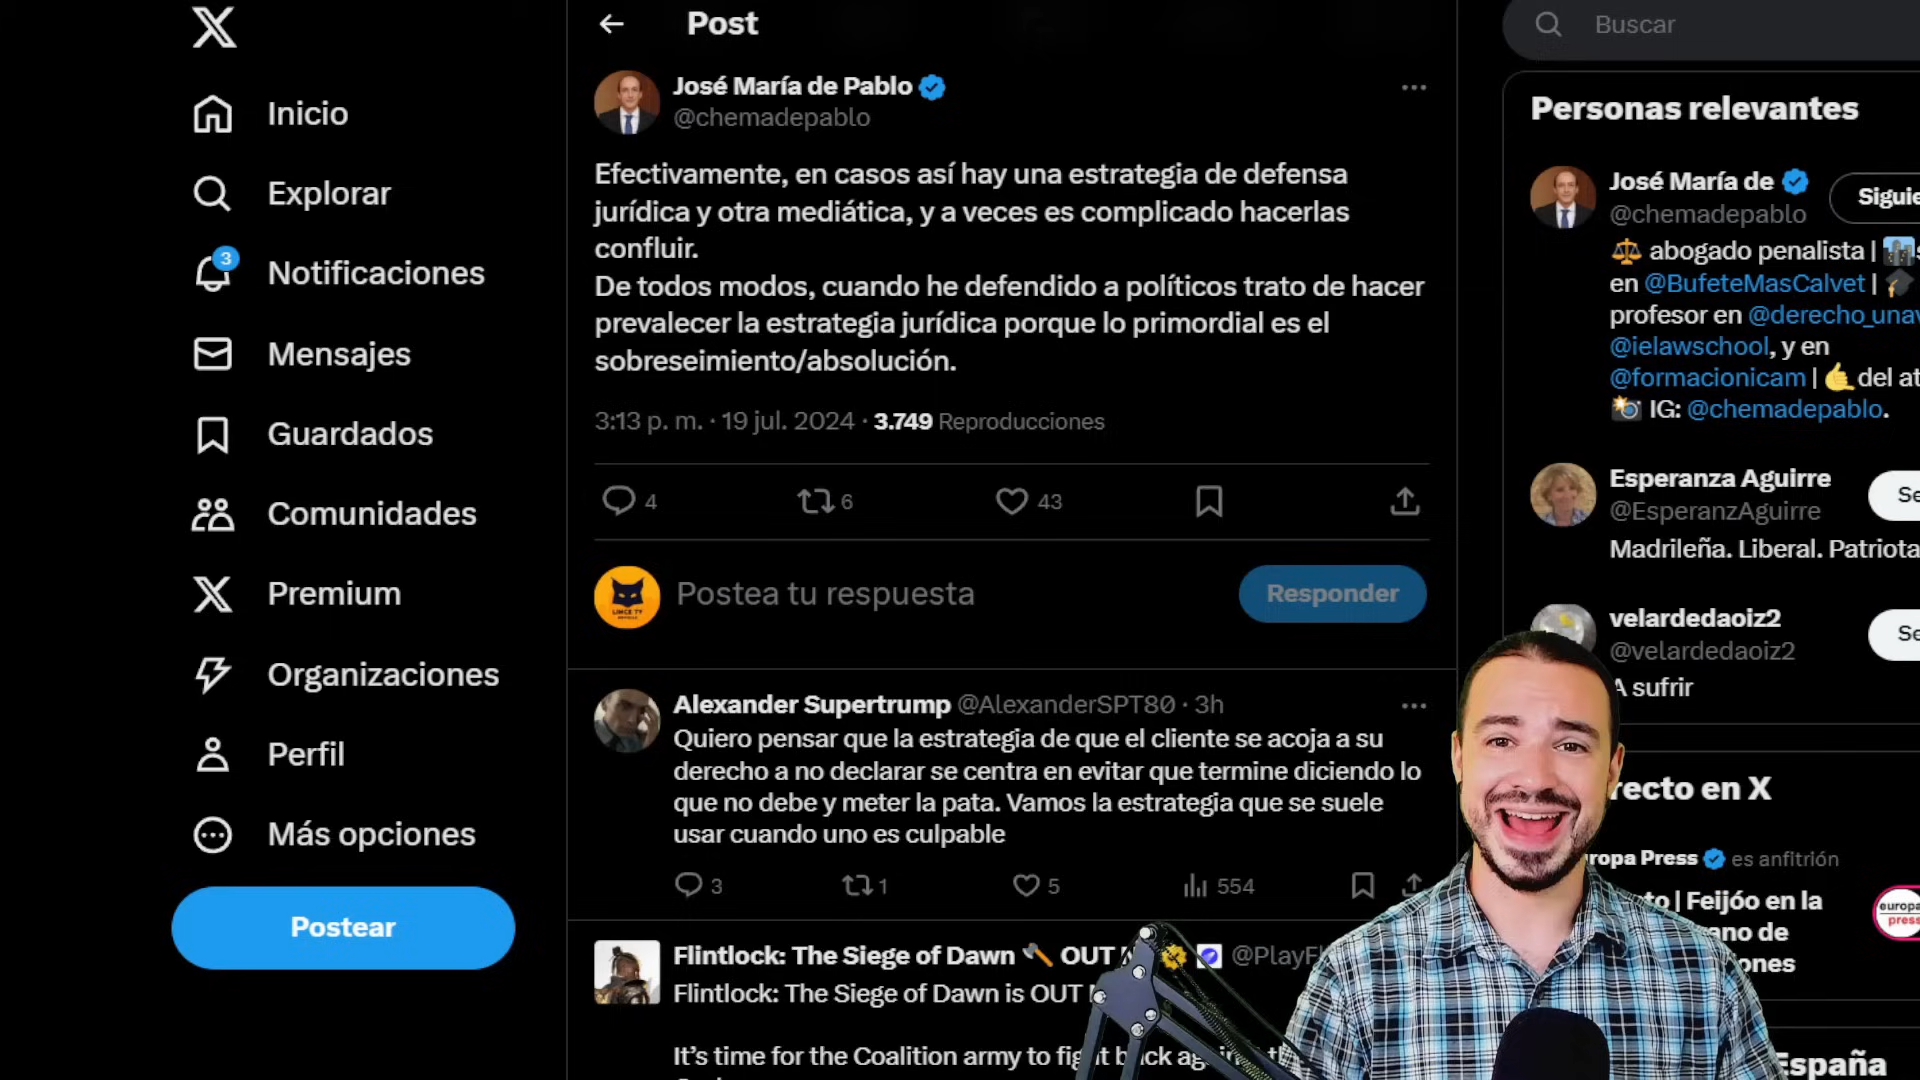 Inicio
Explorar
3
Notificaciones
Mensajes
Guardados
Comunidades
Premium
Organizaciones
Perfil
Más opciones
Postear
Post
José María de Pablo
@chemadepablo
Efectivamente, en casos así hay una estrategia de defensa
jurídica y otra mediática, y a veces es complicado hacerlas
confluir.
De todos modos, cuando he defendido a políticos trato de hacer
prevalecer la estrategia jurídica porque lo primordial es el
sobreseimiento/absolución.
3:13 p. m. · 19 jul. 2024 · 3.749 Reproducciones
4 6 43
LINCE TV
Postea tu respuesta
Responder
Alexander Supertrump @AlexanderSPT80 · 3h
Quiero pensar que la estrategia de que el cliente se acoja a su
derecho a no declarar se centra en evitar que termine diciendo lo
que no debe y meter la pata. Vamos la estrategia que se suele
usar cuando uno es culpable
3 1 5 554
Flintlock: The Siege of Dawn 🪓 OUT @PlayF
Flintlock: The Siege of Dawn is OUT
It's time for the Coalition army to fight back
Buscar
Personas relevantes
José María de
Siguie
@chemadepablo
⚖️ abogado penalista | 🏙️s
en @BufeteMasCalvet | 🎓
profesor en @derecho_unav
@ielawschool, y en
@formacionicam | 🤙 del at
📸 IG: @chemadepablo.
Esperanza Aguirre
Se
@EsperanzAguirre
Madrileña. Liberal. Patriota
velardedaoiz2
Se
@velardedaoiz2
A sufrir
recto en X
ropa Press es anfitrión
to | Feijóo en la
ano de
ones
europa
press
España